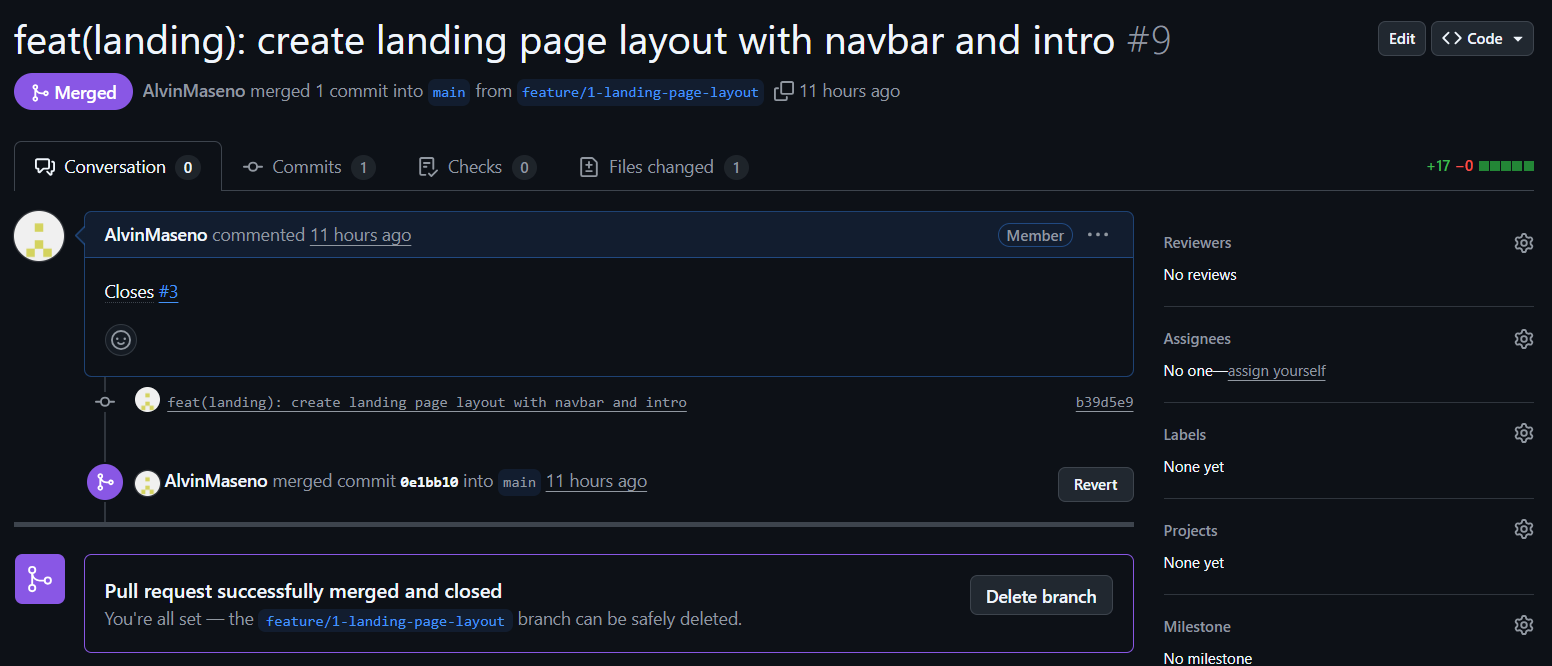 feat(landing): create landing page layout with navbar and intro #9
Edit
Code
Merged
AlvinMaseno merged 1 commit into main from feature/1-landing-page-layout 11 hours ago
Conversation 0
Commits 1
Checks 0
Files changed 1
+17 −0
AlvinMaseno commented 11 hours ago
Member
Closes #3
feat(landing): create landing page layout with navbar and intro
b39d5e9
AlvinMaseno merged commit 0e1bb10 into main 11 hours ago
Revert
Pull request successfully merged and closed
You're all set — the feature/1-landing-page-layout branch can be safely deleted.
Delete branch
Reviewers
No reviews
Assignees
No one—assign yourself
Labels
None yet
Projects
None yet
Milestone
No milestone